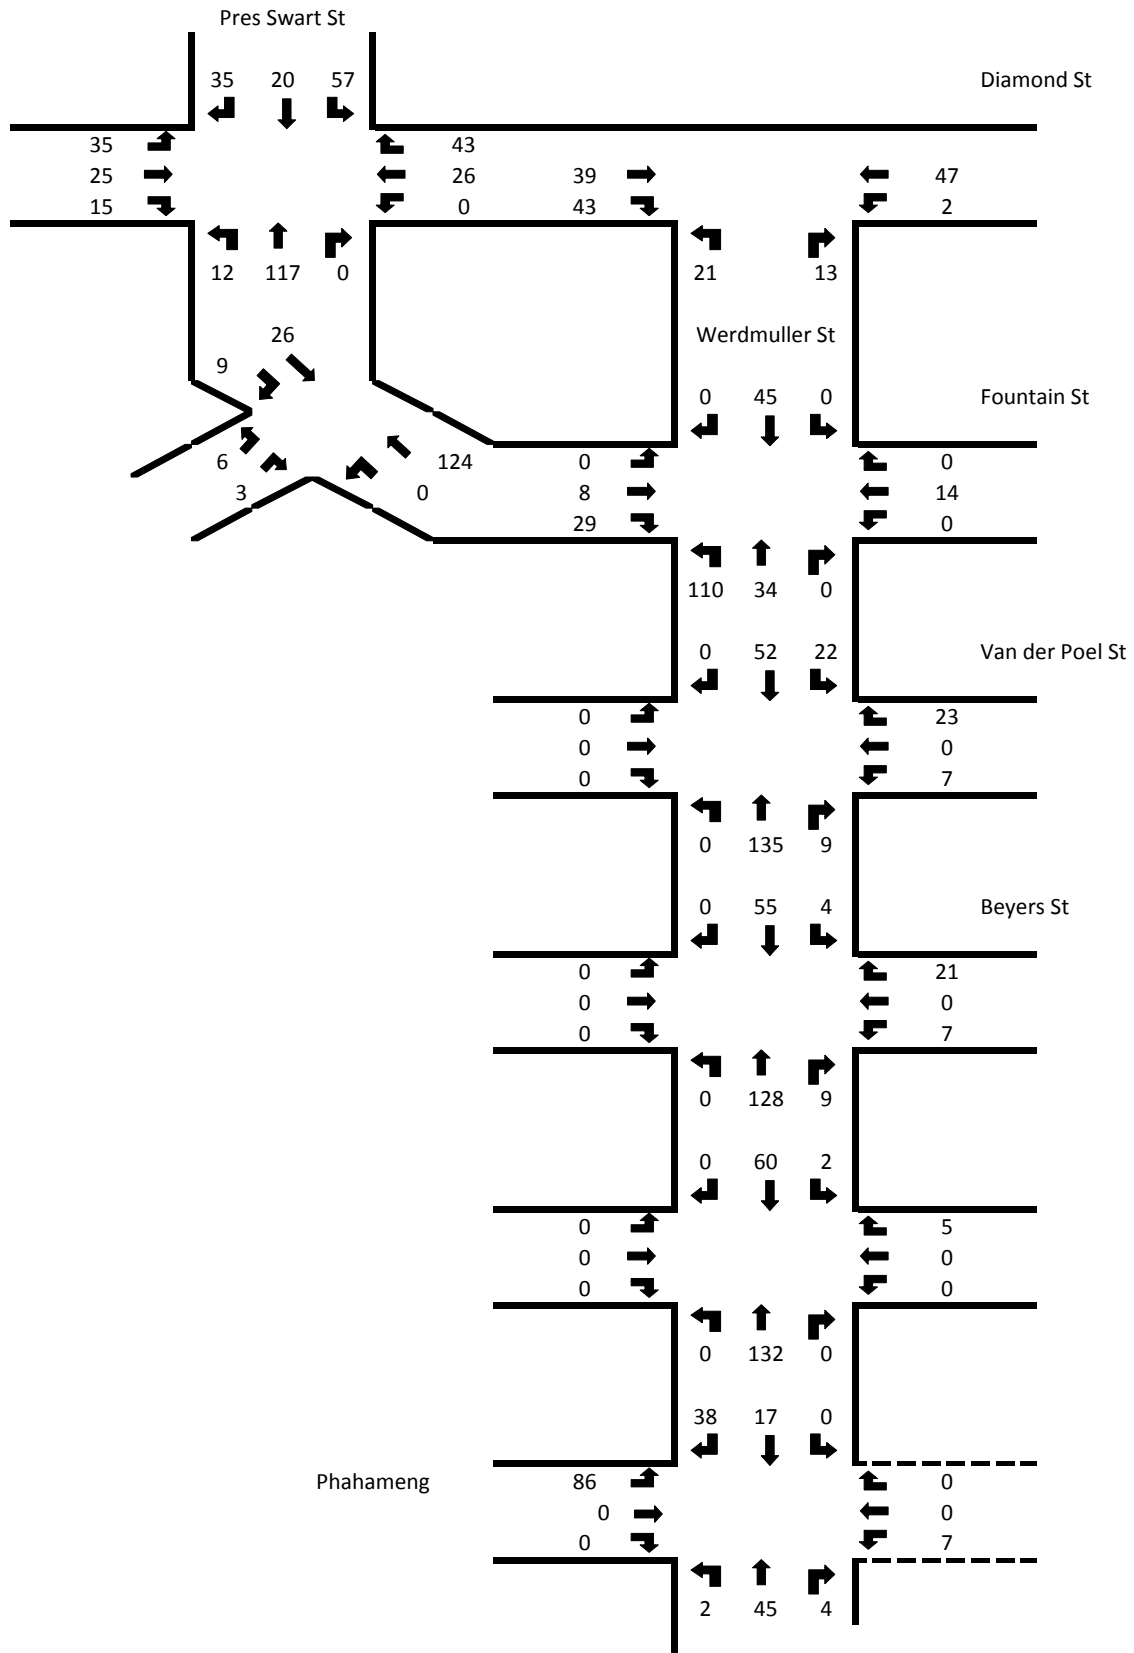 Pres Swart St
35 20 57 Diamond St
35 43
25 26 39 47
15 0 43 2
12 117 0 21 13
26 Werdmuller St
9
0 45 0 Fountain St
6 124 0 0
3 0 8 14
29 0
110 34 0
0 52 22 Van der Poel St
0 23
0 0
0 7
0 135 9
0 55 4 Beyers St
0 21
0 0
0 7
0 128 9
0 60 2
0 5
0 0
0 0
0 132 0
38 17 0
Phahameng 86 0
0 0
0 7
2 45 4